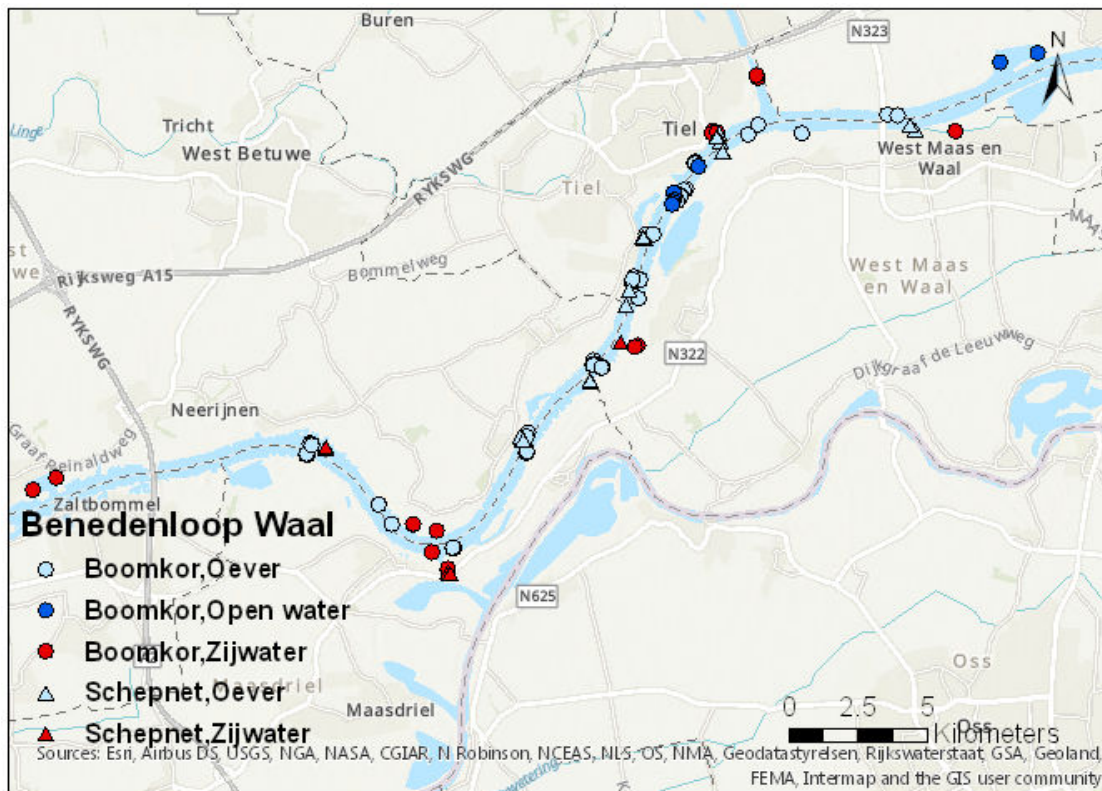 Buren
N323
N
Linge
Tricht
Tiel
West Betuwe
RYKSWG
West Maas en
Waal
Tiel
MAAS
Rijksweg A15
Bommelweg
West Maas
en Waal
RYKSWG
N322
Dijkgraaf de Leeuwweg
Neerijnen
Graaf Reinaldweg
Zaltbommel
Benedenloop Waal
Boomkor,Oever
Boomkor,Open water
Boomkor,Zijwater
Schepnet,Oever
Schepnet,Zijwater
N625
Oss
Maasdriel
Maasdriel
0 2.5 5
Kilometers
Oss
Sources: Esri, Airbus DS, USGS, NGA, NASA, CGIAR, N Robinson, NCEAS, NLS, OS, NMA, Geodatastyrelsen, Rijkswaterstaat, GSA, Geoland,
FEMA, Intermap and the GIS user community